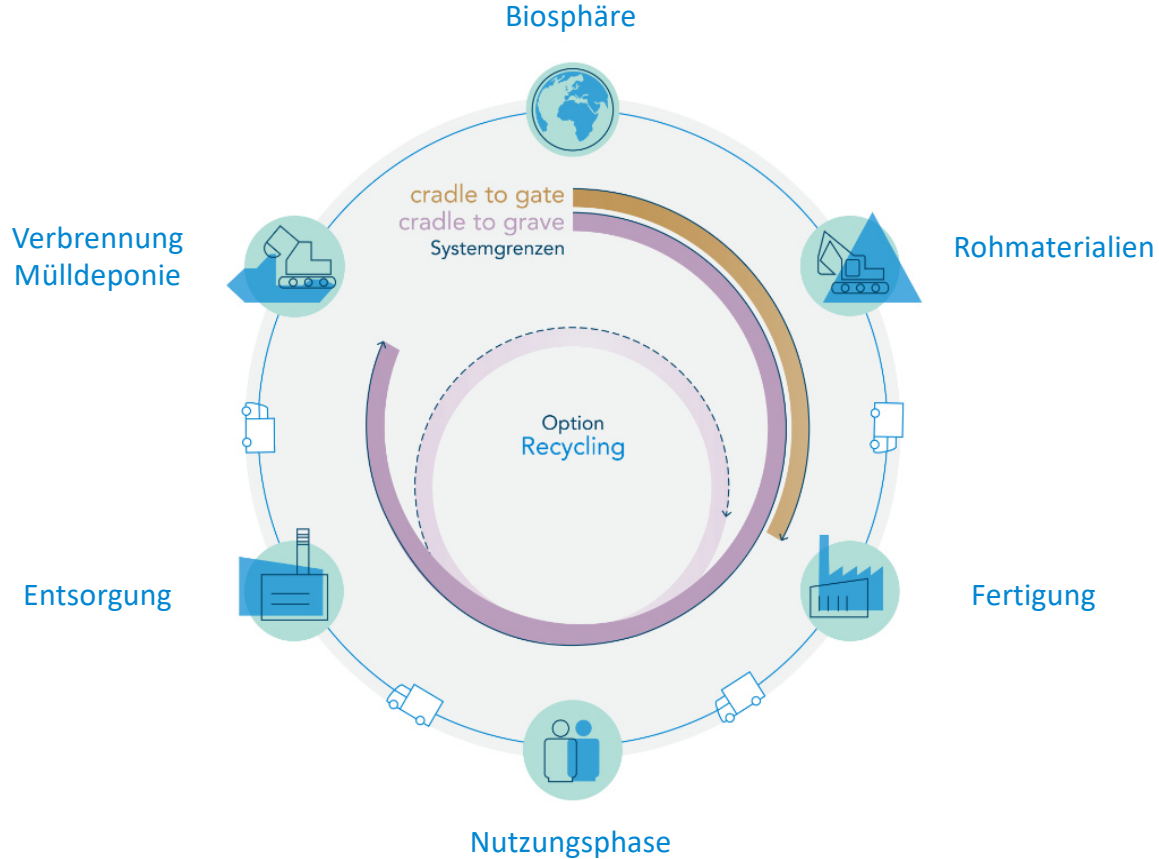 Biosphäre
cradle to gate
cradle to grave
Systemgrenzen
Verbrennung
Mülldeponie
Rohmaterialien
Option
Recycling
Entsorgung
Fertigung
Nutzungsphase